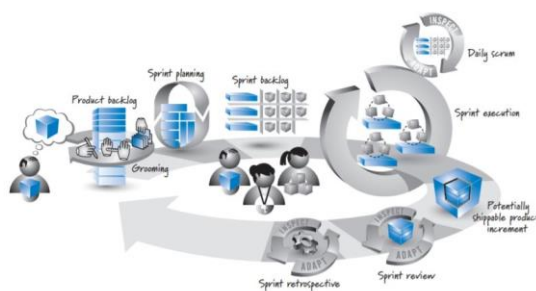 INSPECT
ADAPT
Daily scrum
Sprint planning
Sprint backlog
Product backlog
Sprint execution
Grooming
Potentially
shippable product
increment
INSPECT
ADAPT
INSPECT
ADAPT
Sprint retrospective
Sprint review